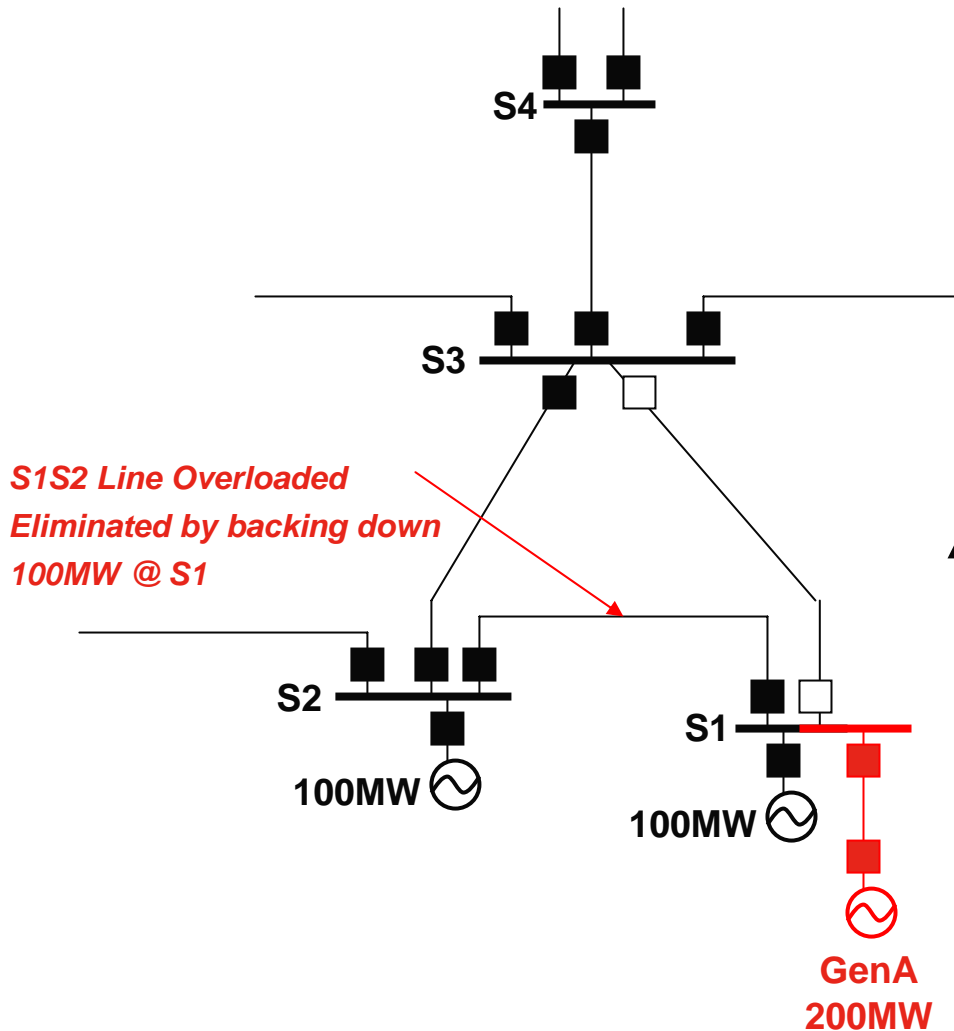 S4
S3
S1S2 Line Overloaded
Eliminated by backing down
100MW @ S1
S2
S1
100MW
100MW
GenA
200MW